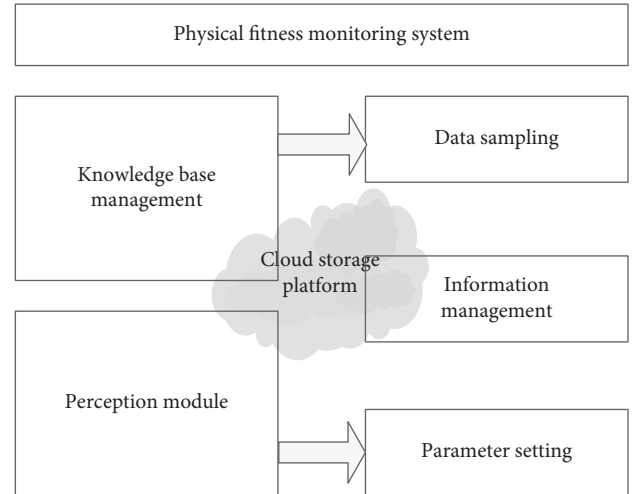 Physical fitness monitoring system
Knowledge base
management
Data sampling
Cloud storage
platform
Information
management
Perception module
Parameter setting